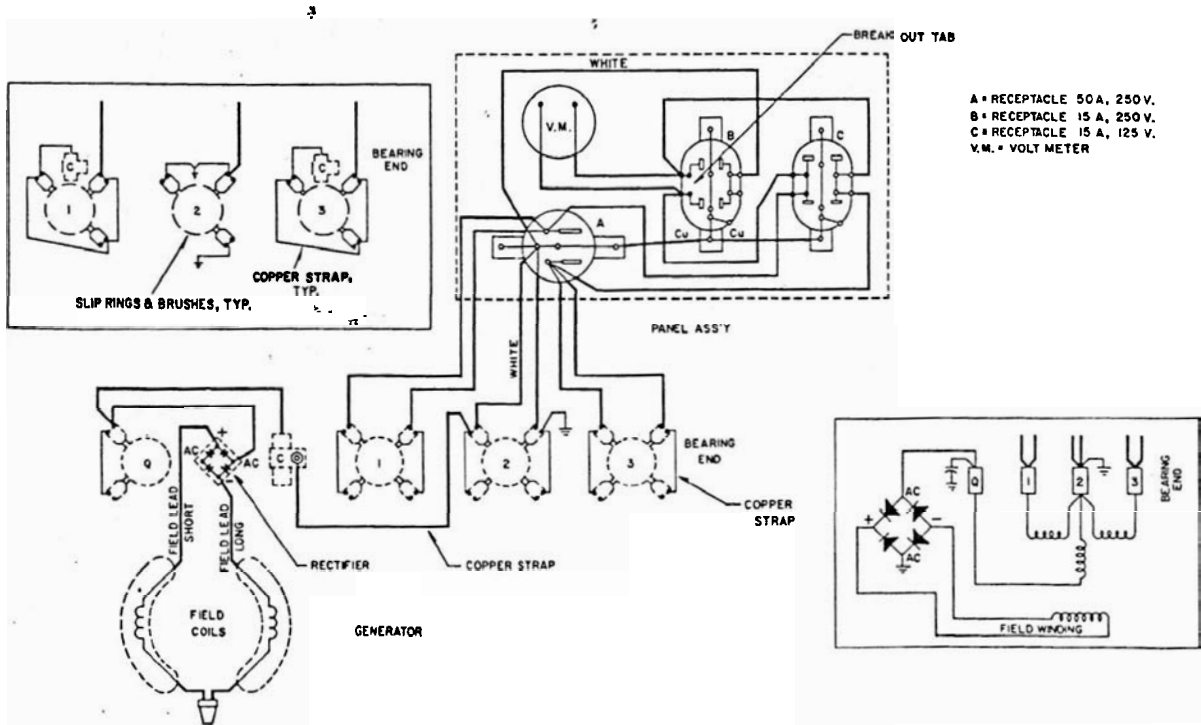 BREAK OUT TAB
WHITE
A = RECEPTACLE 50 A, 250 V.
B = RECEPTACLE 15 A, 250 V.
C = RECEPTACLE 15 A, 125 V.
V.M. = VOLT METER
V.M.
B
C
A
Cu
Cu
PANEL ASS'Y
C
C
BEARING
END
1
2
3
COPPER STRAP,
TYP.
SLIP RINGS & BRUSHES, TYP.
WHITE
Q
AC
+
AC
-
C
1
2
3
BEARING
END
COPPER
STRAP
FIELD LEAD
SHORT
FIELD LEAD
LONG
RECTIFIER
COPPER STRAP
FIELD
COILS
GENERATOR
Q
1
2
3
BEARING
END
AC
+
-
AC
FIELD WINDING